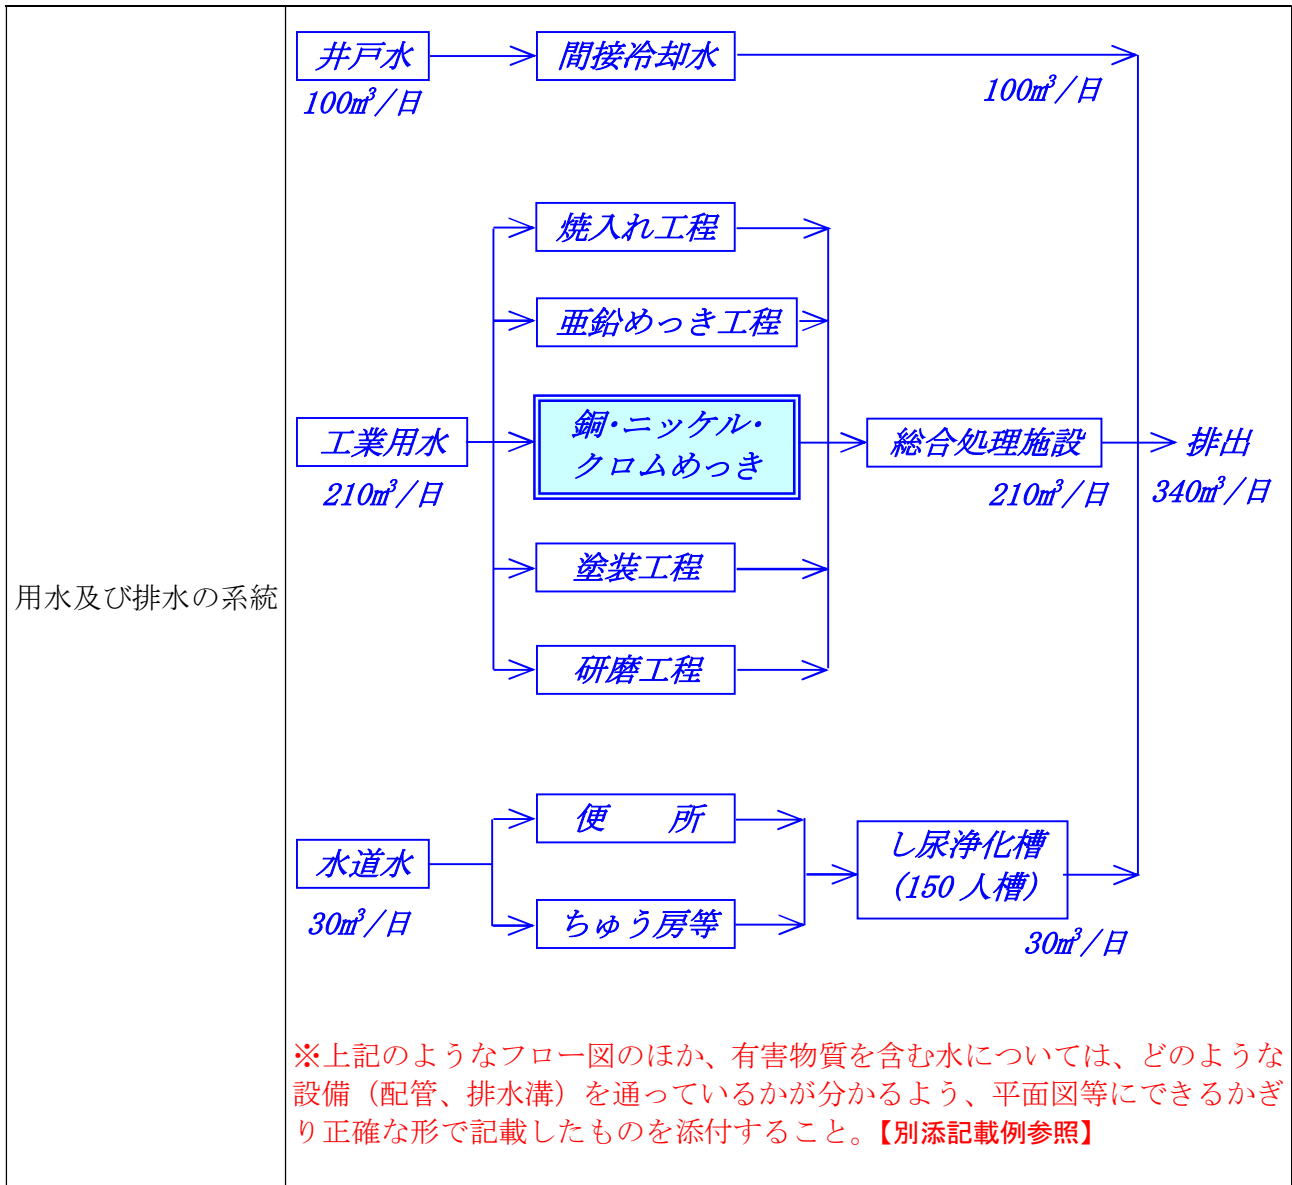 用水及び排水の系統
井戸水
100㎥/日
間接冷却水
100㎥/日
焼入れ工程
亜鉛めっき工程
工業用水
210㎥/日
銅・ニッケル・
クロムめっき
総合処理施設
210㎥/日
排出
340㎥/日
塗装工程
研磨工程
水道水
30㎥/日
便　所
ちゅう房等
し尿浄化槽
(150 人槽)
30㎥/日
※上記のようなフロー図のほか、有害物質を含む水については、どのような
設備（配管、排水溝）を通っているかが分かるよう、平面図等にできるかぎ
り正確な形で記載したものを添付すること。【別添記載例参照】